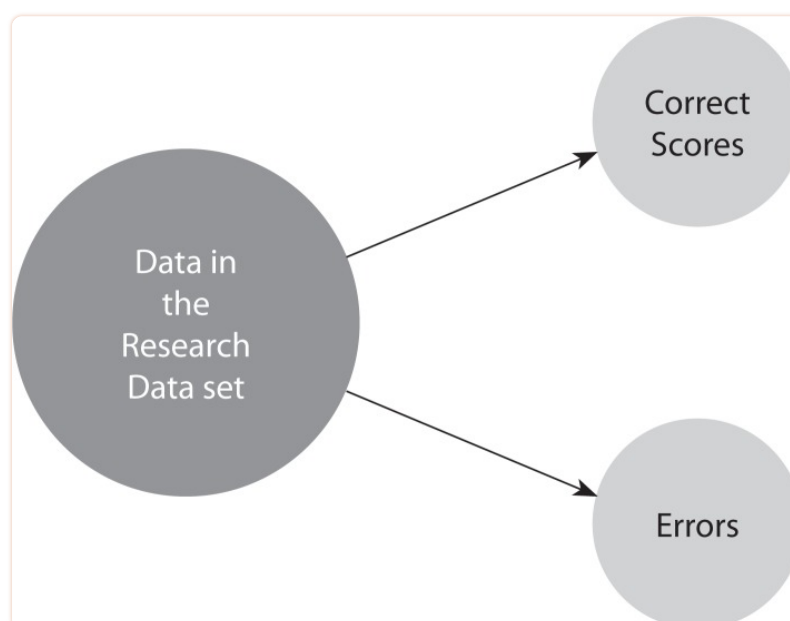 Correct
Scores
Data in
the
Research
Data set
Errors